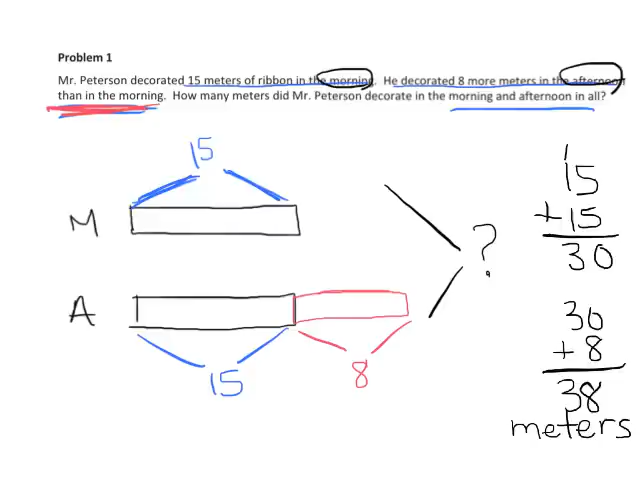 Problem 1
Mr. Peterson decorated 15 meters of ribbon in the morning. He decorated 8 more meters in the afternoon
than in the morning. How many meters did Mr. Peterson decorate in the morning and afternoon in all?
15
M
A
15
8
?
1
15
+15
30
30
+8
38
meters